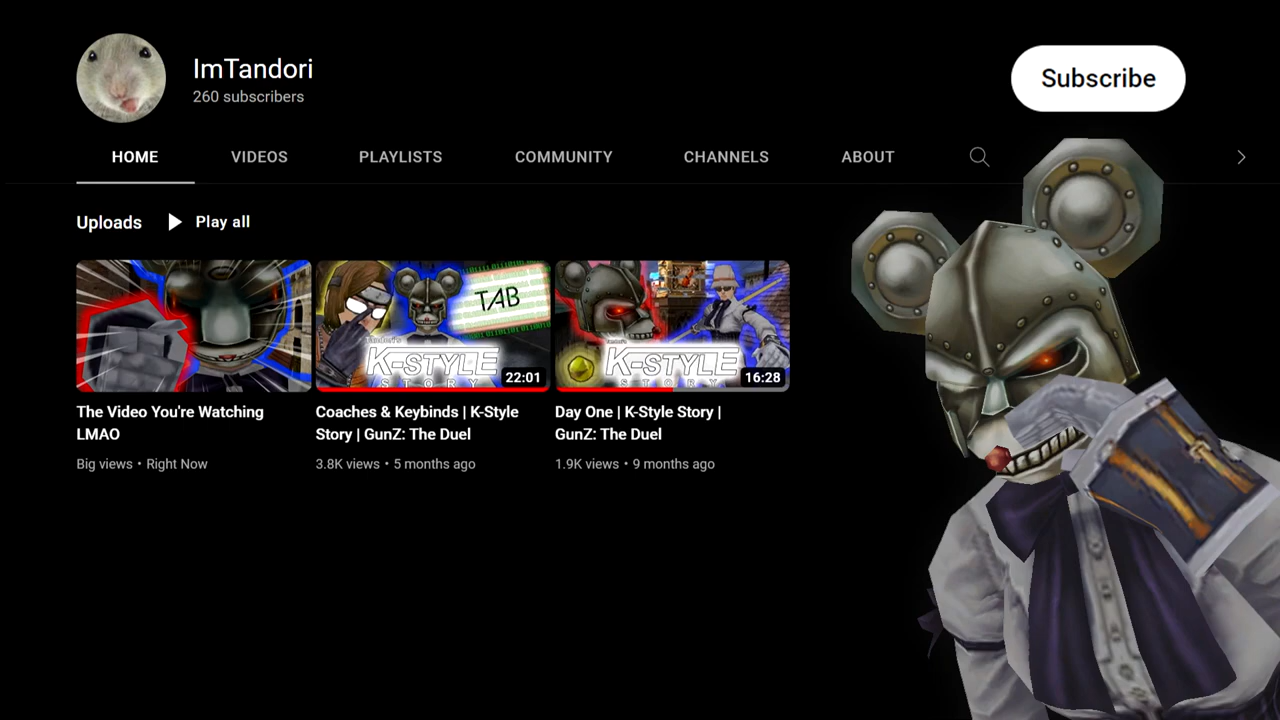 ImTandori
260 subscribers
Subscribe
HOME
VIDEOS
PLAYLISTS
COMMUNITY
CHANNELS
ABOUT
Uploads
Play all
TAB
Tandori's
K-STYLE
STORY
22:01
K-STYLE
STORY
16:28
The Video You're Watching
LMAO
Big views • Right Now
Coaches & Keybinds | K-Style
Story | GunZ: The Duel
3.8K views • 5 months ago
Day One | K-Style Story |
GunZ: The Duel
1.9K views • 9 months ago